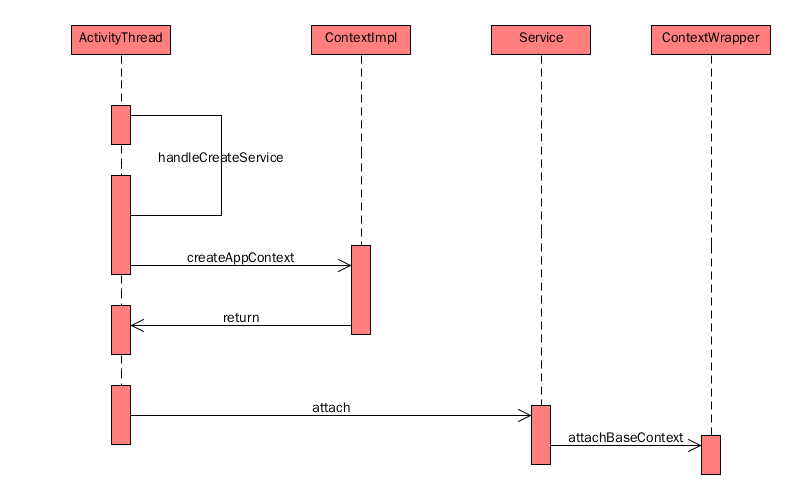 ActivityThread
ContextImpl
Service
ContextWrapper
handleCreateService
createAppContext
return
attach
attachBaseContext